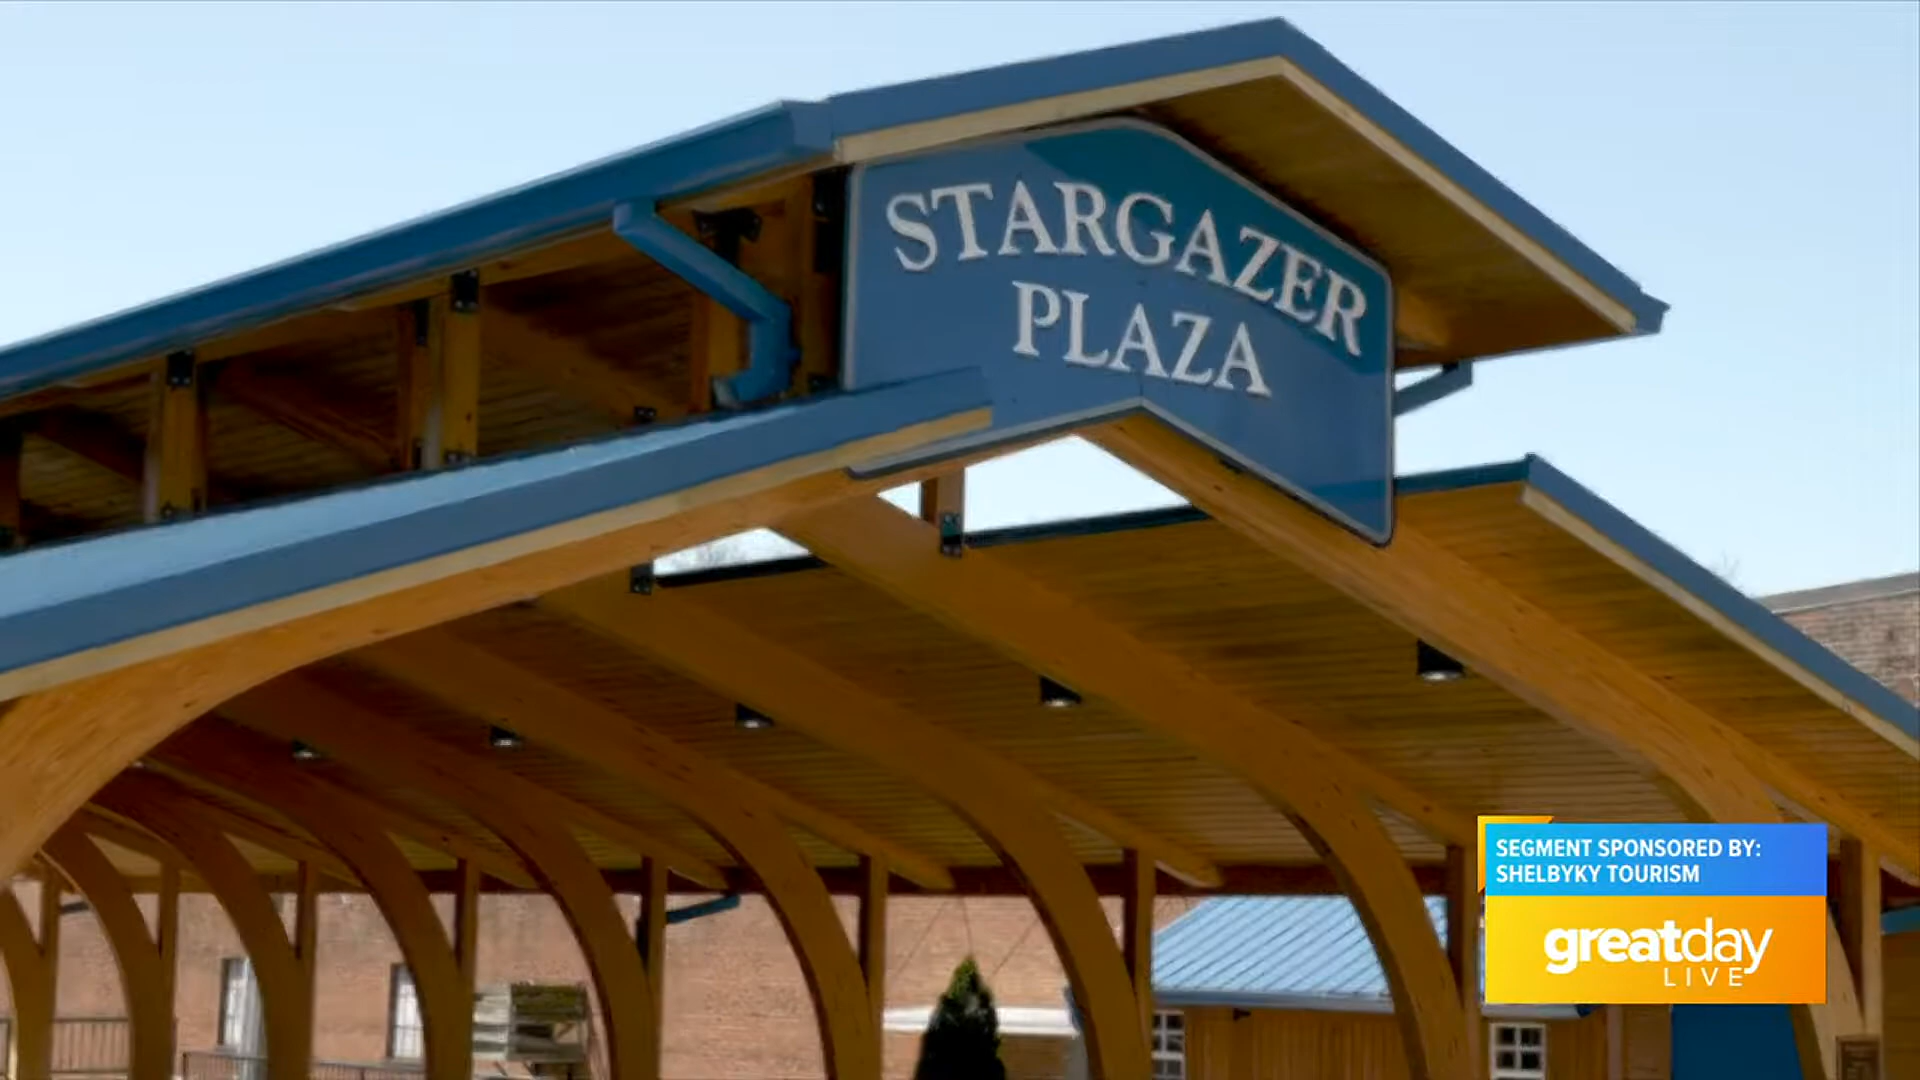 STARGAZER
PLAZA
SEGMENT SPONSORED BY:
SHELBYKY TOURISM
greatday
LIVE